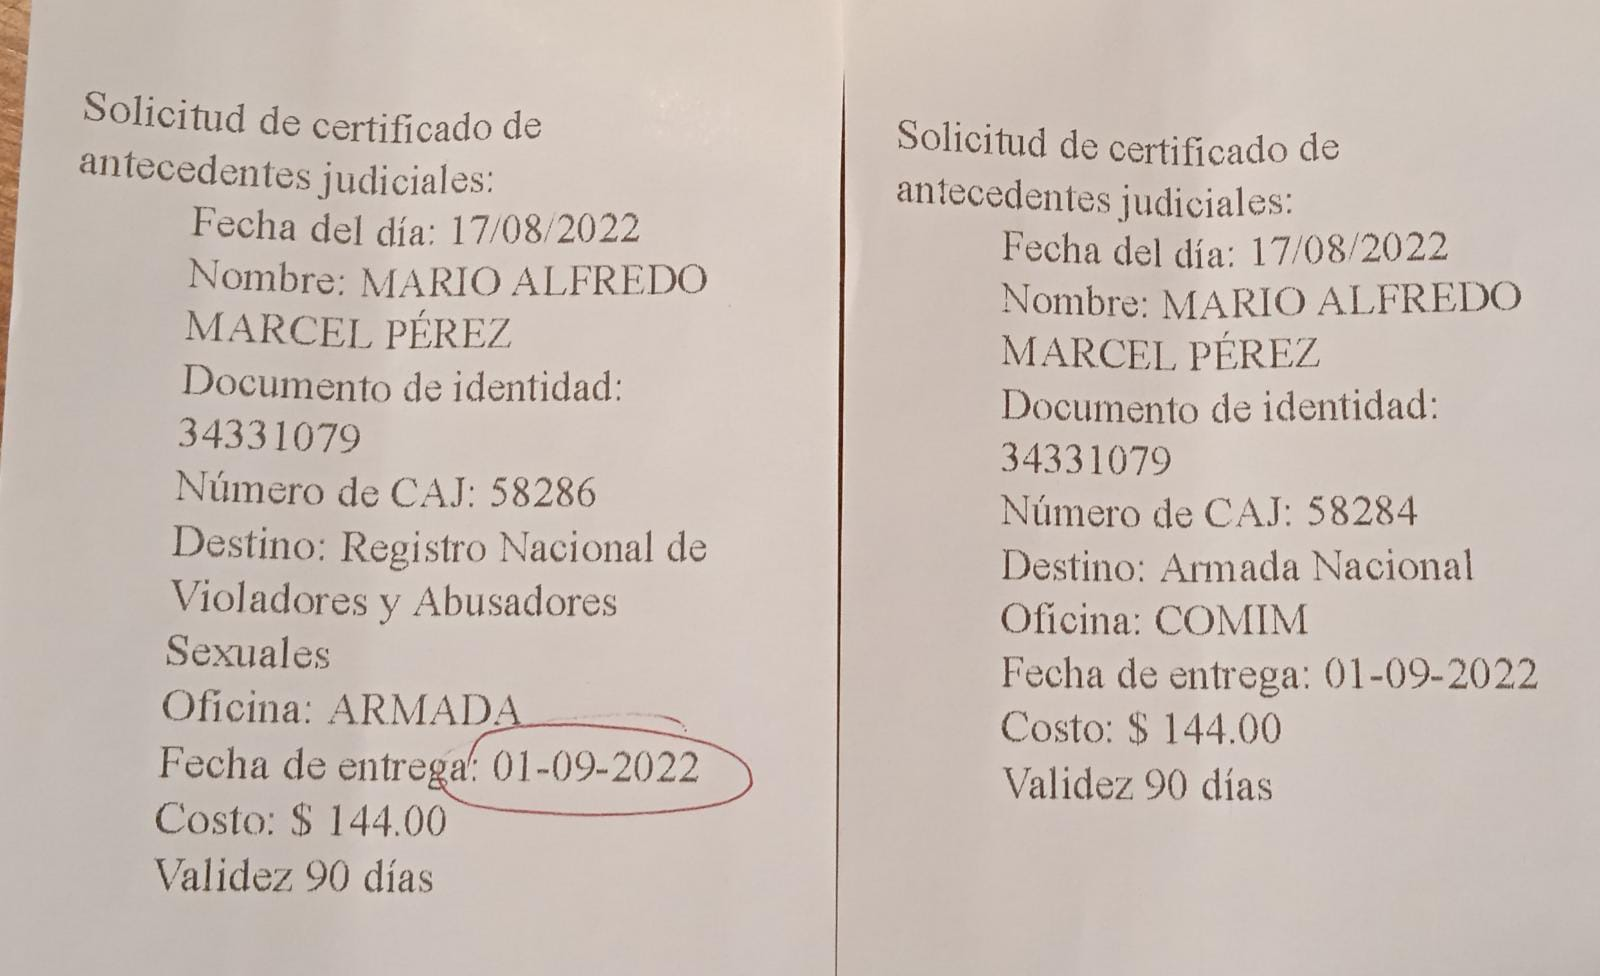 Solicitud de certificado de
antecedentes judiciales:
Fecha del día: 17/08/2022
Nombre: MARIO ALFREDO
MARCEL PÉREZ
Documento de identidad:
34331079
Número de CAJ: 58286
Destino: Registro Nacional de
Violadores y Abusadores
Sexuales
Oficina: ARMADA
Fecha de entrega: 01-09-2022
Costo: $ 144.00
Validez 90 días
Solicitud de certificado de
antecedentes judiciales:
Fecha del día: 17/08/2022
Nombre: MARIO ALFREDO
MARCEL PÉREZ
Documento de identidad:
34331079
Número de CAJ: 58284
Destino: Armada Nacional
Oficina: COMIM
Fecha de entrega: 01-09-2022
Costo: $ 144.00
Validez 90 días